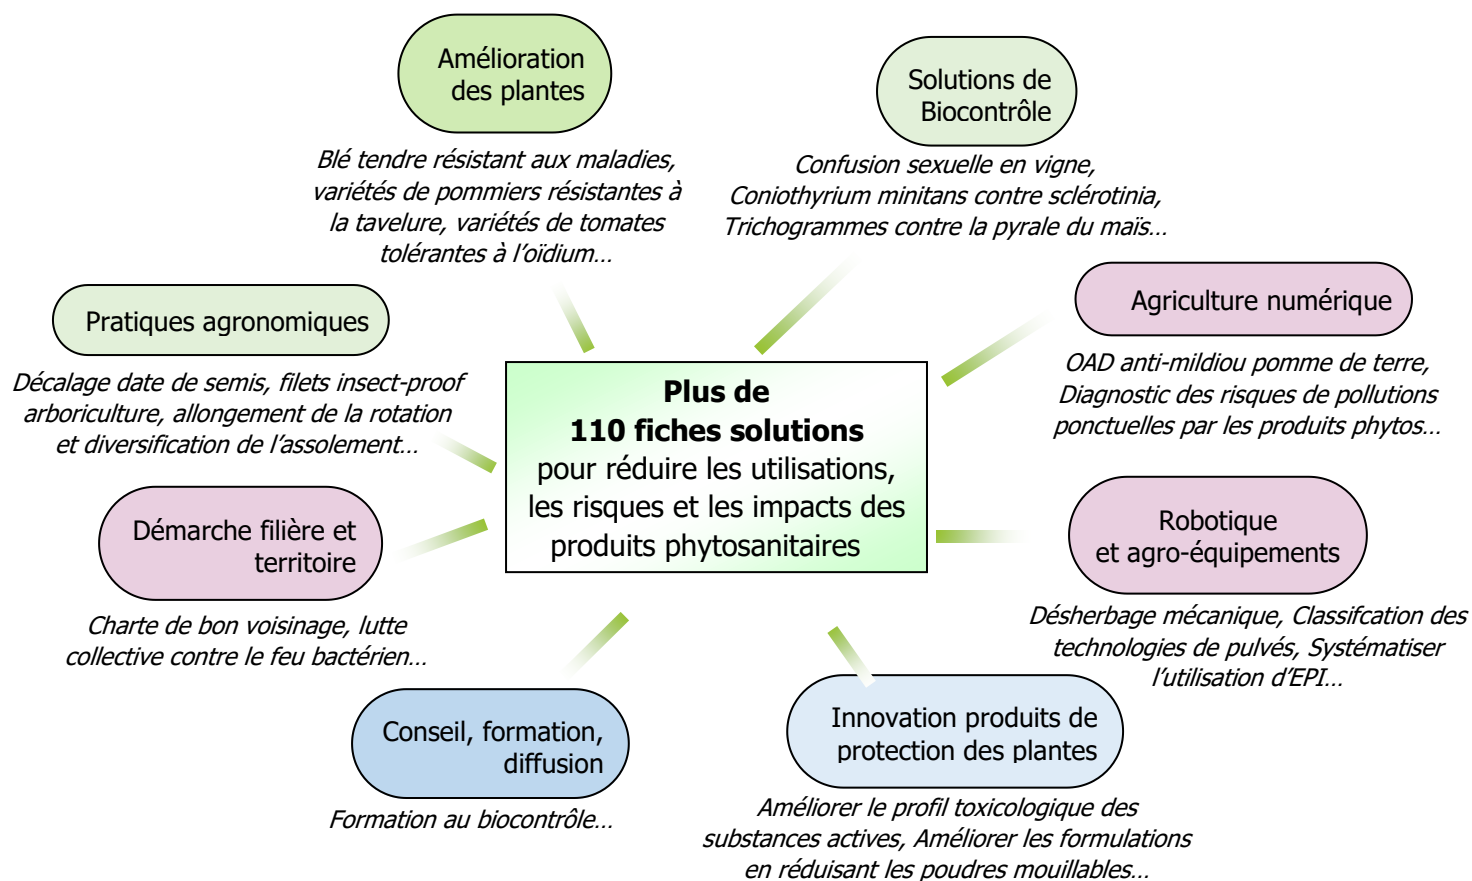 Amélioration
des plantes
Blé tendre résistant aux maladies,
variétés de pommiers résistantes à
la tavelure, variétés de tomates
tolérantes à l'oïdium…
Solutions de
Biocontrôle
Confusion sexuelle en vigne,
Coniothyrium minitans contre sclérotinia,
Trichogrammes contre la pyrale du maïs…
Pratiques agronomiques
Décalage date de semis, filets insect-proof
arboriculture, allongement de la rotation
et diversification de l'assolement…
Agriculture numérique
OAD anti-mildiou pomme de terre,
Diagnostic des risques de pollutions
ponctuelles par les produits phytos…
Plus de
110 fiches solutions
pour réduire les utilisations,
les risques et les impacts des
produits phytosanitaires
Démarche filière et
territoire
Charte de bon voisinage, lutte
collective contre le feu bactérien…
Robotique
et agro-équipements
Désherbage mécanique, Classifcation des
technologies de pulvés, Systématiser
l'utilisation d'EPI…
Conseil, formation,
diffusion
Formation au biocontrôle…
Innovation produits de
protection des plantes
Améliorer le profil toxicologique des
substances actives, Améliorer les formulations
en réduisant les poudres mouillables…